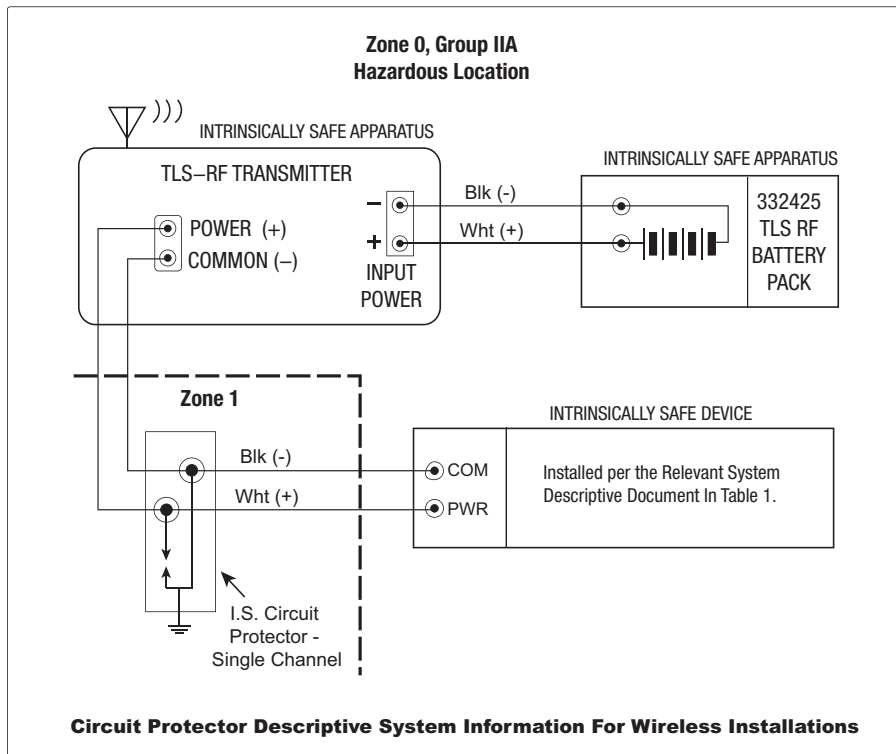 Zone 0, Group IIA
Hazardous Location
INTRINSICALLY SAFE APPARATUS
TLS–RF TRANSMITTER
POWER (+)
COMMON (–)
–
+
INPUT
POWER
Blk (-)
Wht (+)
INTRINSICALLY SAFE APPARATUS
332425
TLS RF
BATTERY
PACK
Zone 1
Blk (-)
Wht (+)
I.S. Circuit
Protector -
Single Channel
INTRINSICALLY SAFE DEVICE
COM
PWR
Installed per the Relevant System
Descriptive Document In Table 1.
Circuit Protector Descriptive System Information For Wireless Installations